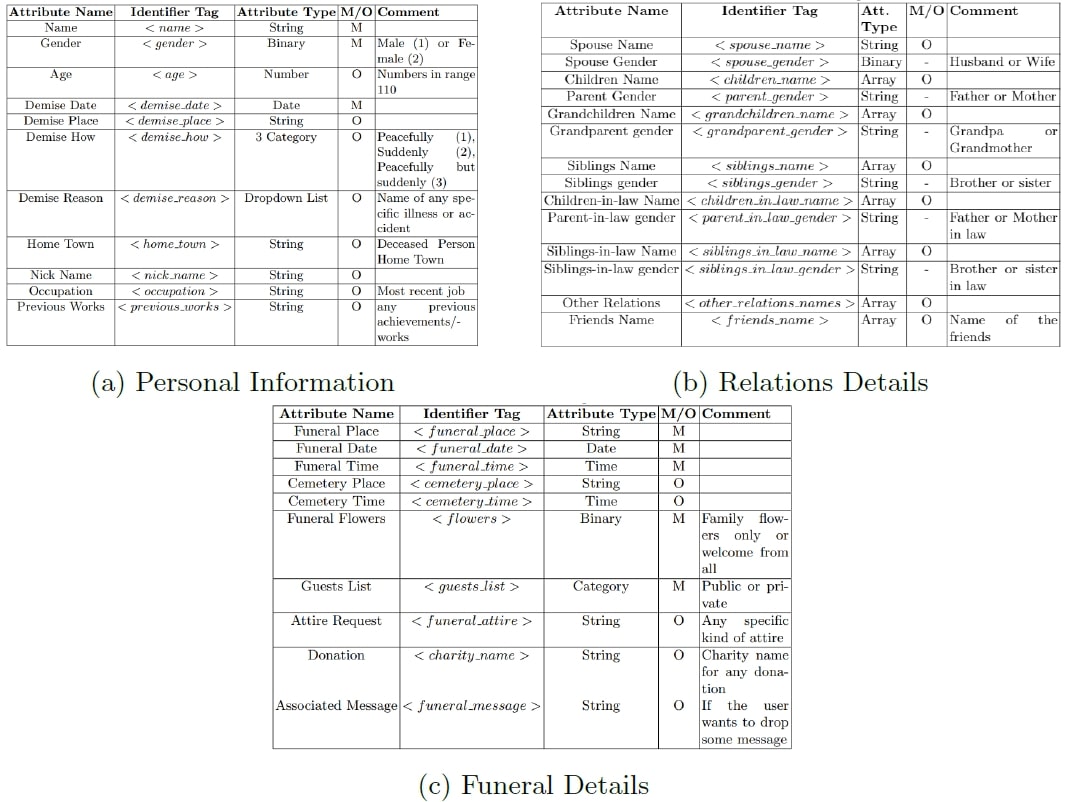 Attribute Name Identifier Tag Attribute Type M/O Comment
Name < name > String M
Gender < gender > Binary M Male (1) or Fe-
male (2)
Age < age > Number O Numbers in range
110
Demise Date < demise_date > Date M
Demise Place < demise_place > String O
Demise How < demise_how > 3 Category O Peacefully (1),
Suddenly (2),
Peacefully but
suddenly (3)
Demise Reason < demise_reason > Dropdown List O Name of any spe-
cific illness or ac-
cident
Home Town < home_town > String O Deceased Person
Home Town
Nick Name < nick_name > String O
Occupation < occupation > String O Most recent job
Previous Works < previous_works > String O any previous
achievements/-
works
(a) Personal Information
Attribute Name Identifier Tag Att. M/O Comment
Type
Spouse Name < spouse_name > String O
Spouse Gender < spouse_gender > Binary - Husband or Wife
Children Name < children_name > Array O
Parent Gender < parent_gender > String - Father or Mother
Grandchildren Name < grandchildren_name > Array O
Grandparent gender < grandparent_gender > String - Grandpa or
Grandmother
Siblings Name < siblings_name > Array O
Siblings gender < siblings_gender > String - Brother or sister
Children-in-law Name < children_in_law_name > Array O
Parent-in-law gender < parent_in_law_gender > String - Father or Mother
in law
Siblings-in-law Name < siblings_in_law_name > Array O
Siblings-in-law gender < siblings_in_law_gender > String - Brother or sister
in law
Other Relations < other_relations_names > Array O
Friends Name < friends_name > Array O Name of the
friends
(b) Relations Details
Attribute Name Identifier Tag Attribute Type M/O Comment
Funeral Place < funeral_place > String M
Funeral Date < funeral_date > Date M
Funeral Time < funeral_time > Time M
Cemetery Place < cemetery_place > String O
Cemetery Time < cemetery_time > Time O
Funeral Flowers < flowers > Binary M Family flow-
ers only or
welcome from
all
Guests List < guests_list > Category M Public or pri-
vate
Attire Request < funeral_attire > String O Any specific
kind of attire
Donation < charity_name > String O Charity name
for any dona-
tion
Associated Message < funeral_message > String O If the user
wants to drop
some message
(c) Funeral Details